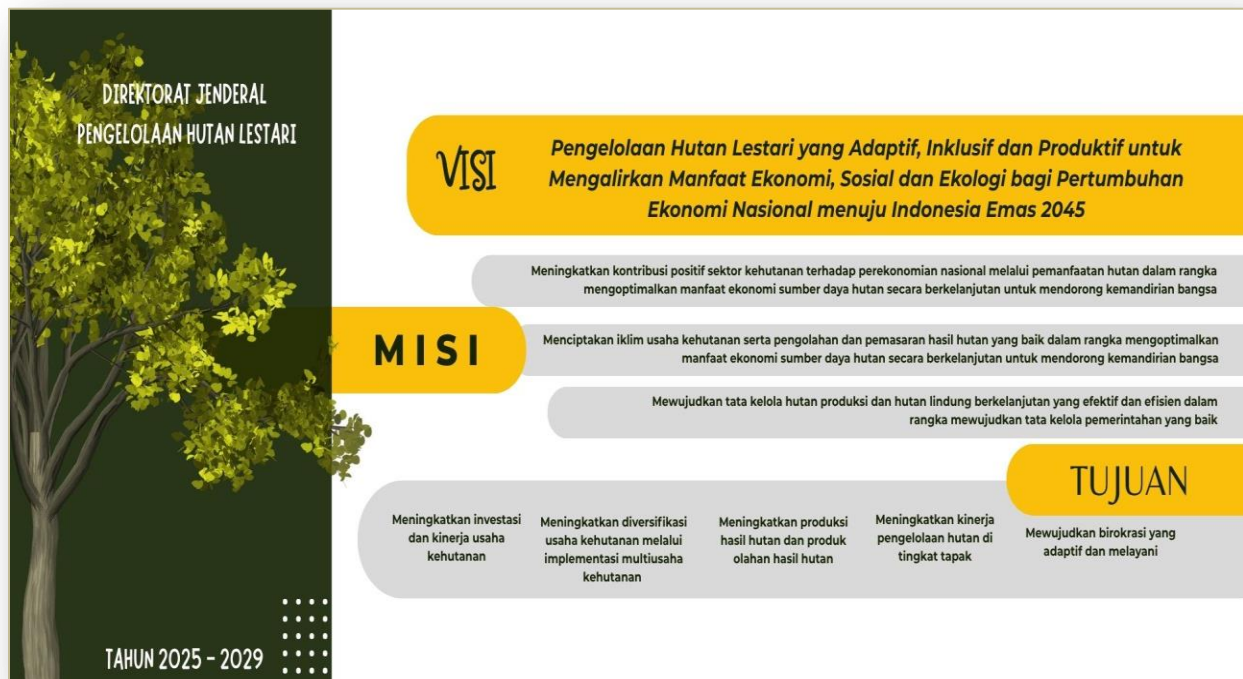 DIREKTORAT JENDERAL
PENGELOLAAN HUTAN LESTARI
VISI
Pengelolaan Hutan Lestari yang Adaptif, Inklusif dan Produktif untuk
Mengalirkan Manfaat Ekonomi, Sosial dan Ekologi bagi Pertumbuhan
Ekonomi Nasional menuju Indonesia Emas 2045
MISI
Meningkatkan kontribusi positif sektor kehutanan terhadap perekonomian nasional melalui pemanfaatan hutan dalam rangka
mengoptimalkan manfaat ekonomi sumber daya hutan secara berkelanjutan untuk mendorong kemandirian bangsa
Menciptakan iklim usaha kehutanan serta pengolahan dan pemasaran hasil hutan yang baik dalam rangka mengoptimalkan
manfaat ekonomi sumber daya hutan secara berkelanjutan untuk mendorong kemandirian bangsa
Mewujudkan tata kelola hutan produksi dan hutan lindung berkelanjutan yang efektif dan efisien dalam
rangka mewujudkan tata kelola pemerintahan yang baik
TUJUAN
Meningkatkan investasi
dan kinerja usaha
kehutanan
Meningkatkan diversifikasi
usaha kehutanan melalui
implementasi multiusaha
kehutanan
Meningkatkan produksi
hasil hutan dan produk
olahan hasil hutan
Meningkatkan kinerja
pengelolaan hutan di
tingkat tapak
Mewujudkan birokrasi yang
adaptif dan melayani
TAHUN 2025 - 2029